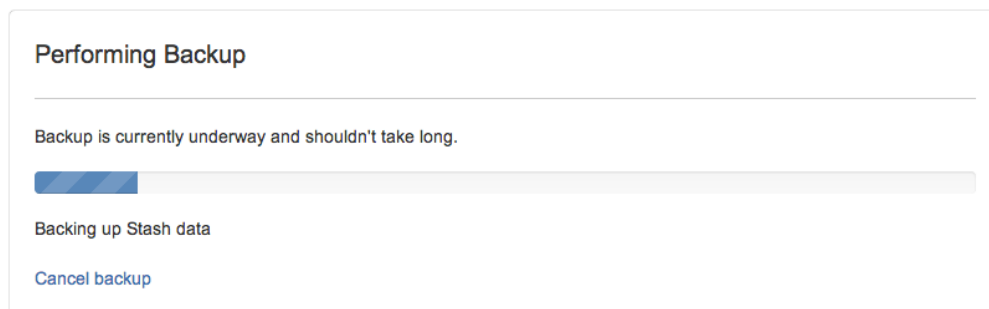 Performing Backup
Backup is currently underway and shouldn't take long.
Backing up Stash data
Cancel backup